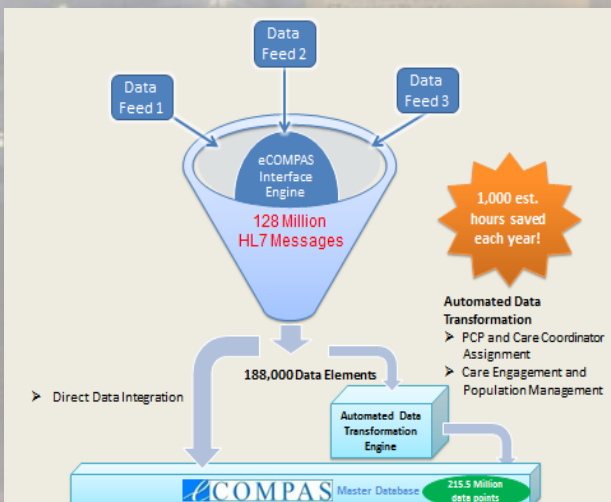 Data
Feed 2
Data
Feed 1
Data
Feed 3
eCOMPAS
Interface
Engine
128 Million
HL7 Messages
1,000 est.
hours saved
each year!
Automated Data
Transformation
➢ PCP and Care Coordinator
Assignment
➢ Care Engagement and
Population Management
188,000 Data Elements
➢ Direct Data Integration
Automated Data
Transformation
Engine
eCOMPAS Master Database
215.5 Million
data points